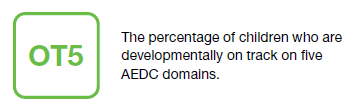 OT5
The percentage of children who are
developmentally on track on five
AEDC domains.